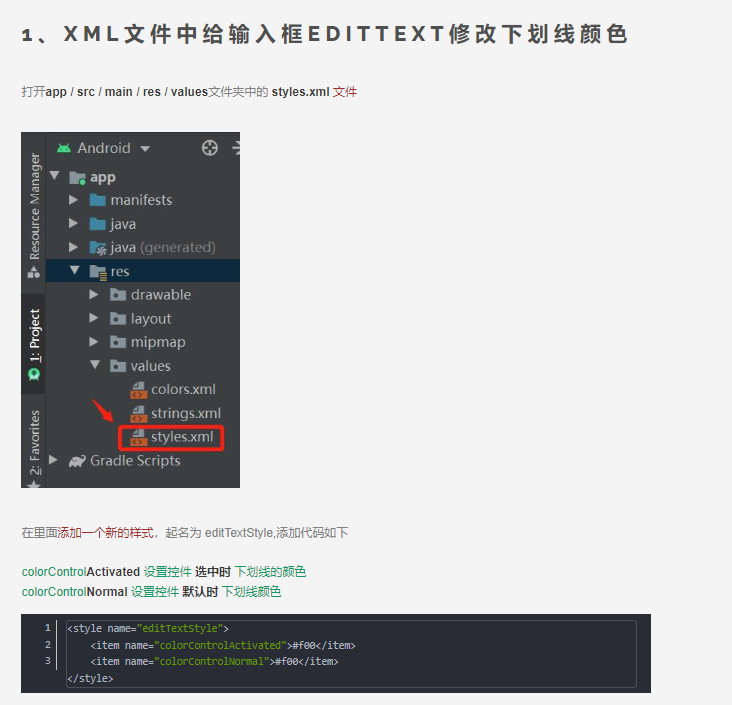 1、XML文件中给输入框EDITTEXT修改下划线颜色
打开app / src / main / res / values文件夹中的 styles.xml 文件
Android
app
manifests
java
java (generated)
res
drawable
layout
mipmap
values
colors.xml
strings.xml
styles.xml
Gradle Scripts
Resource Manager
1: Project
2: Favorites
在里面添加一个新的样式，起名为 editTextStyle,添加代码如下
colorControlActivated 设置控件 选中时 下划线的颜色
colorControlNormal 设置控件 默认时 下划线颜色
1 <style name="editTextStyle">
2 <item name="colorControlActivated">#f00</item>
3 <item name="colorControlNormal">#f00</item>
</style>